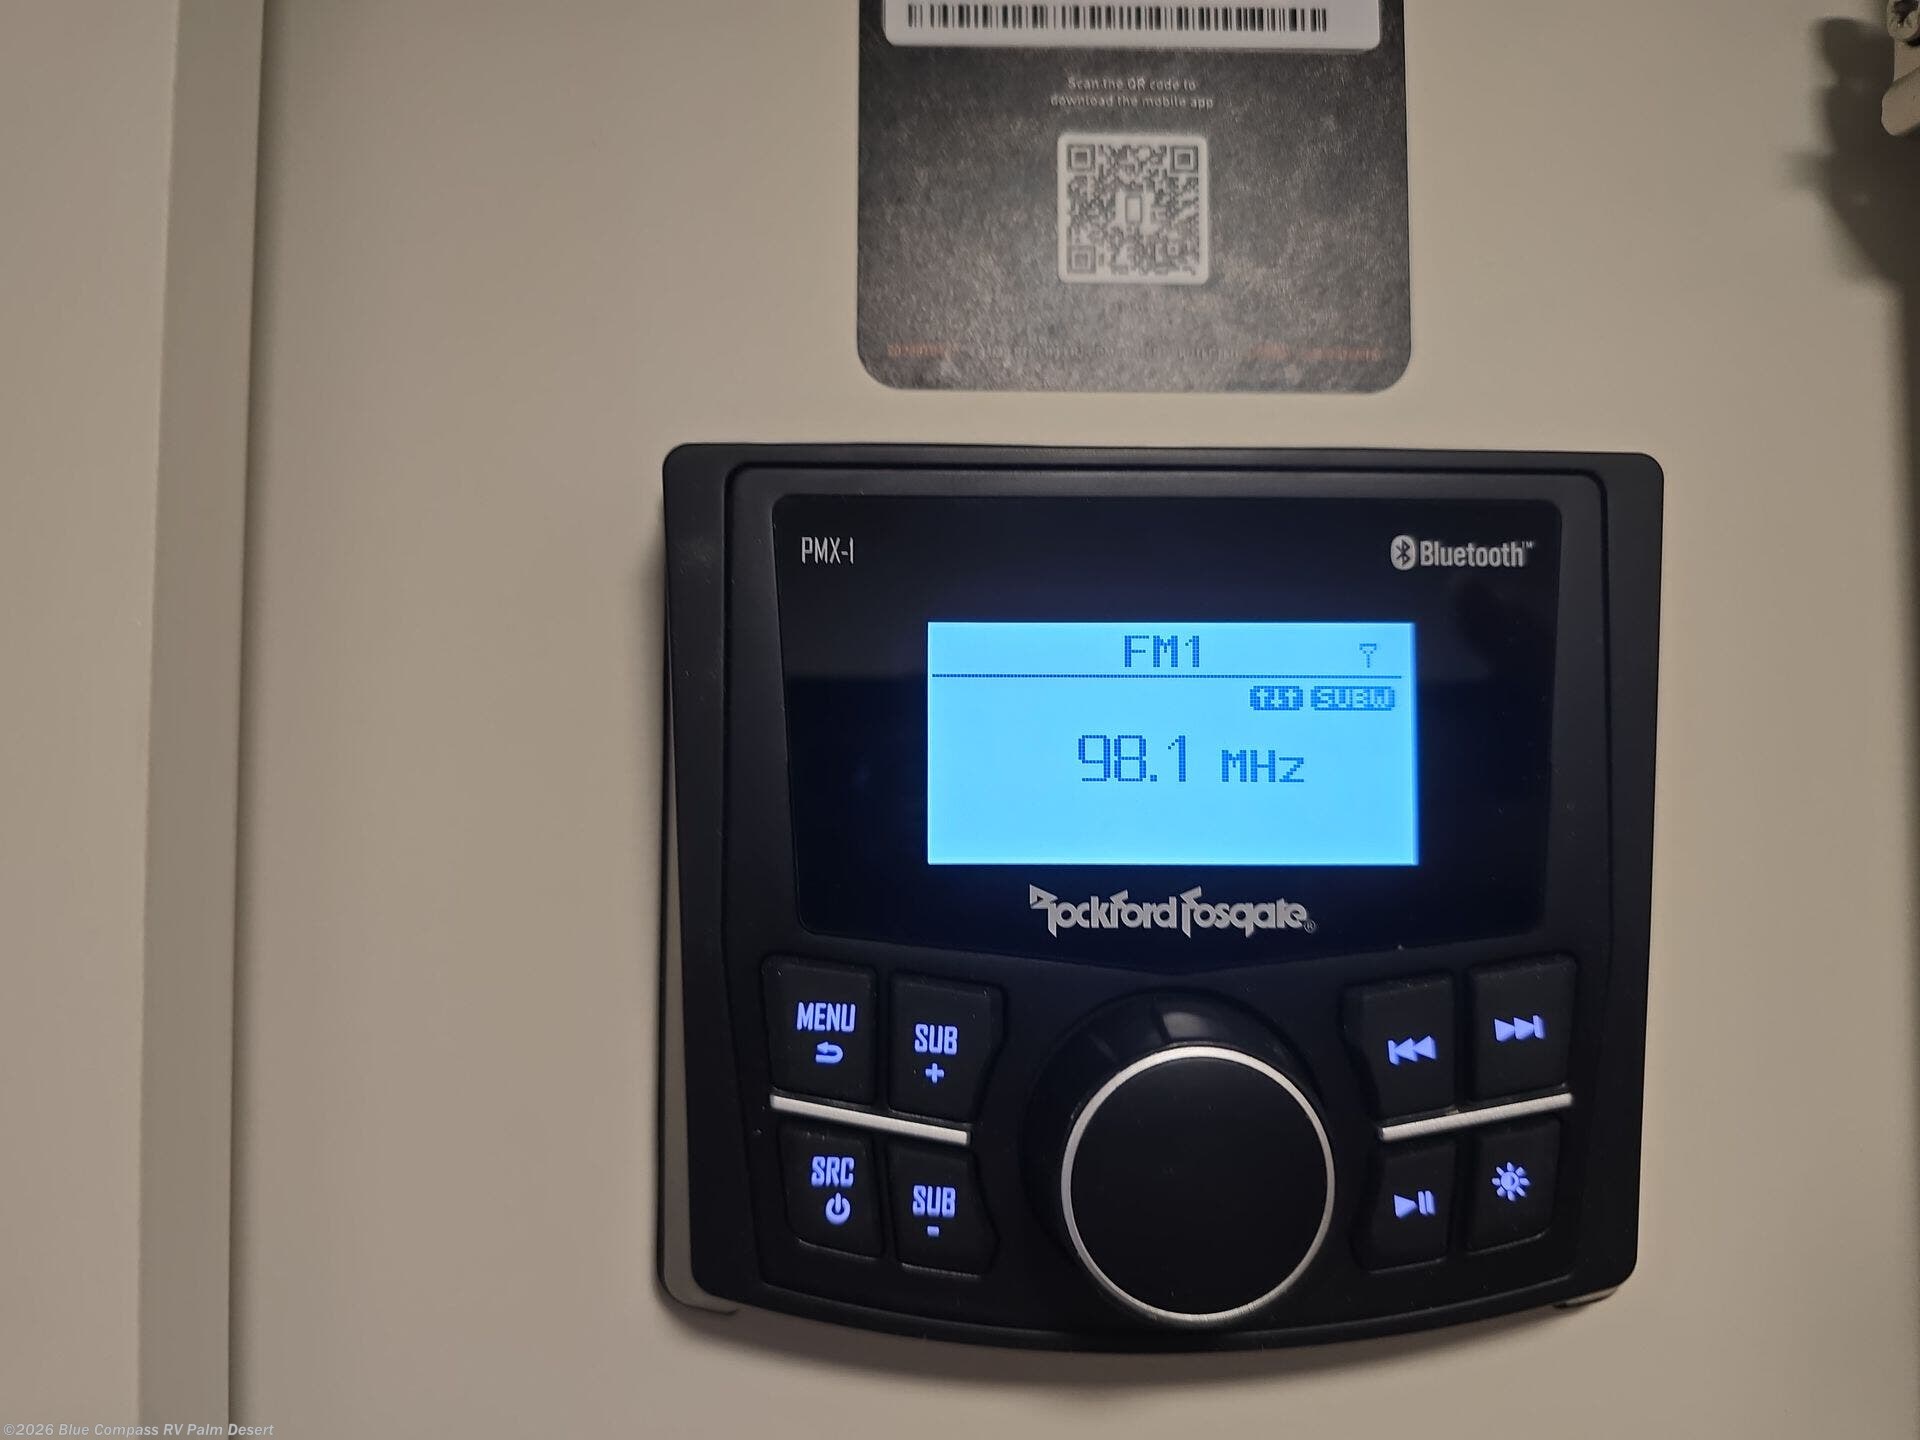 Scan the QR code to
download the mobile app
PMX-1
Bluetooth™
FM1
SUBW
98.1 MHz
Rockford Fosgate®
MENU
SUB
+
SRC
SUB
-
©2026 Blue Compass RV Palm Desert